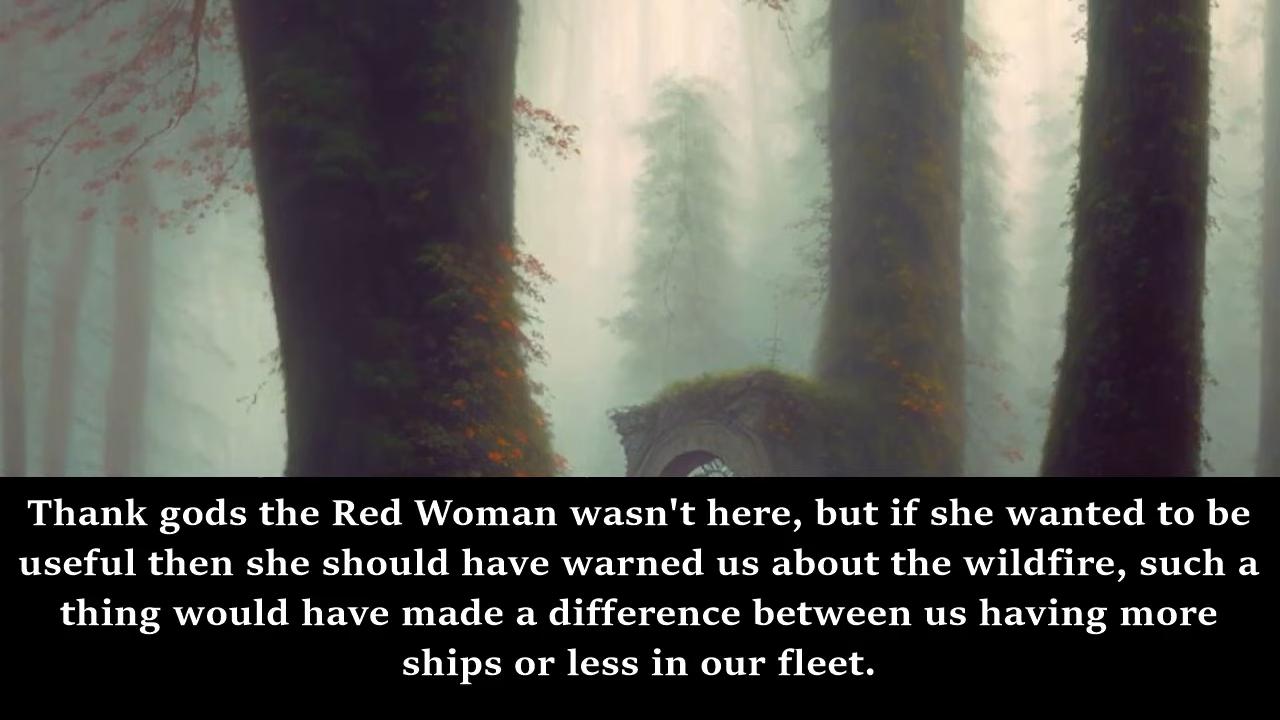 Thank gods the Red Woman wasn't here, but if she wanted to be
useful then she should have warned us about the wildfire, such a
thing would have made a difference between us having more
ships or less in our fleet.